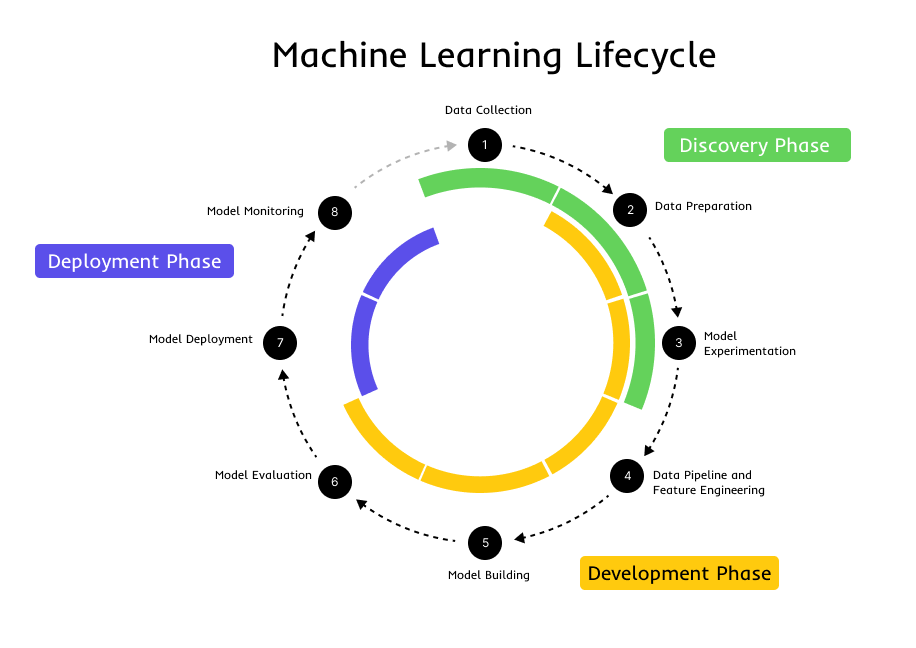 Machine Learning Lifecycle
Data Collection
1
Discovery Phase
2
Data Preparation
Model Monitoring
8
Deployment Phase
Model Deployment
7
3
Model
Experimentation
Model Evaluation
6
4
Data Pipeline and
Feature Engineering
5
Model Building
Development Phase